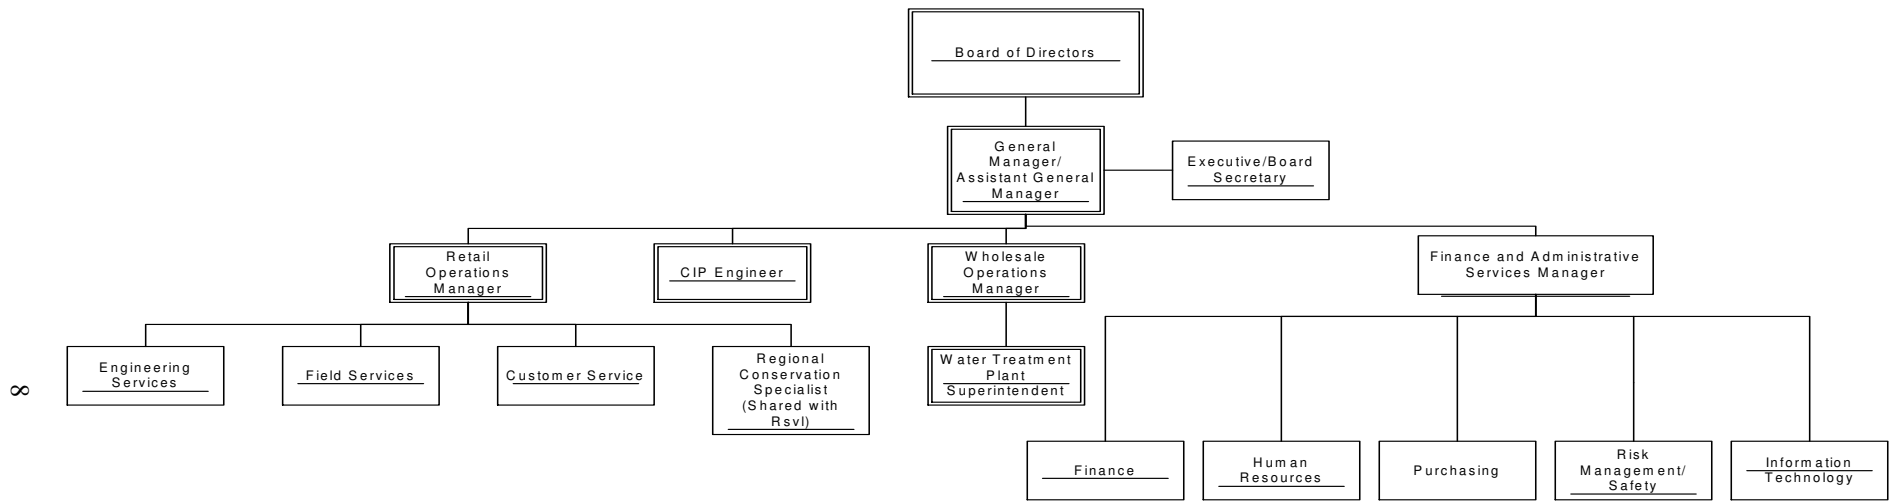 Board of Directors
General
Manager/
Assistant General
Manager
Executive/Board
Secretary
Retail
Operations
Manager
CIP Engineer
Wholesale
Operations
Manager
Finance and Administrative
Services Manager
Engineering
Services
Field Services
Customer Service
Regional
Conservation
Specialist
(Shared with
Rsvl)
Water Treatment
Plant
Superintendent
Finance
Human
Resources
Purchasing
Risk
Management/
Safety
Information
Technology
8